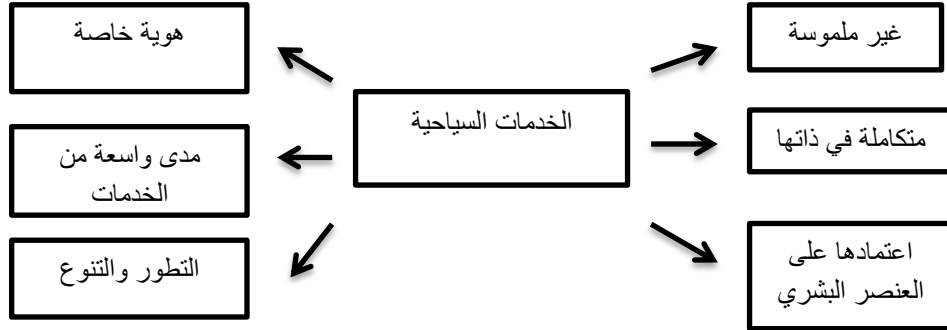 غير ملموسة
هوية خاصة
الخدمات السياحية
متكاملة في ذاتها
مدى واسعة من
الخدمات
اعتمادها على
العنصر البشري
التطور والتنوع